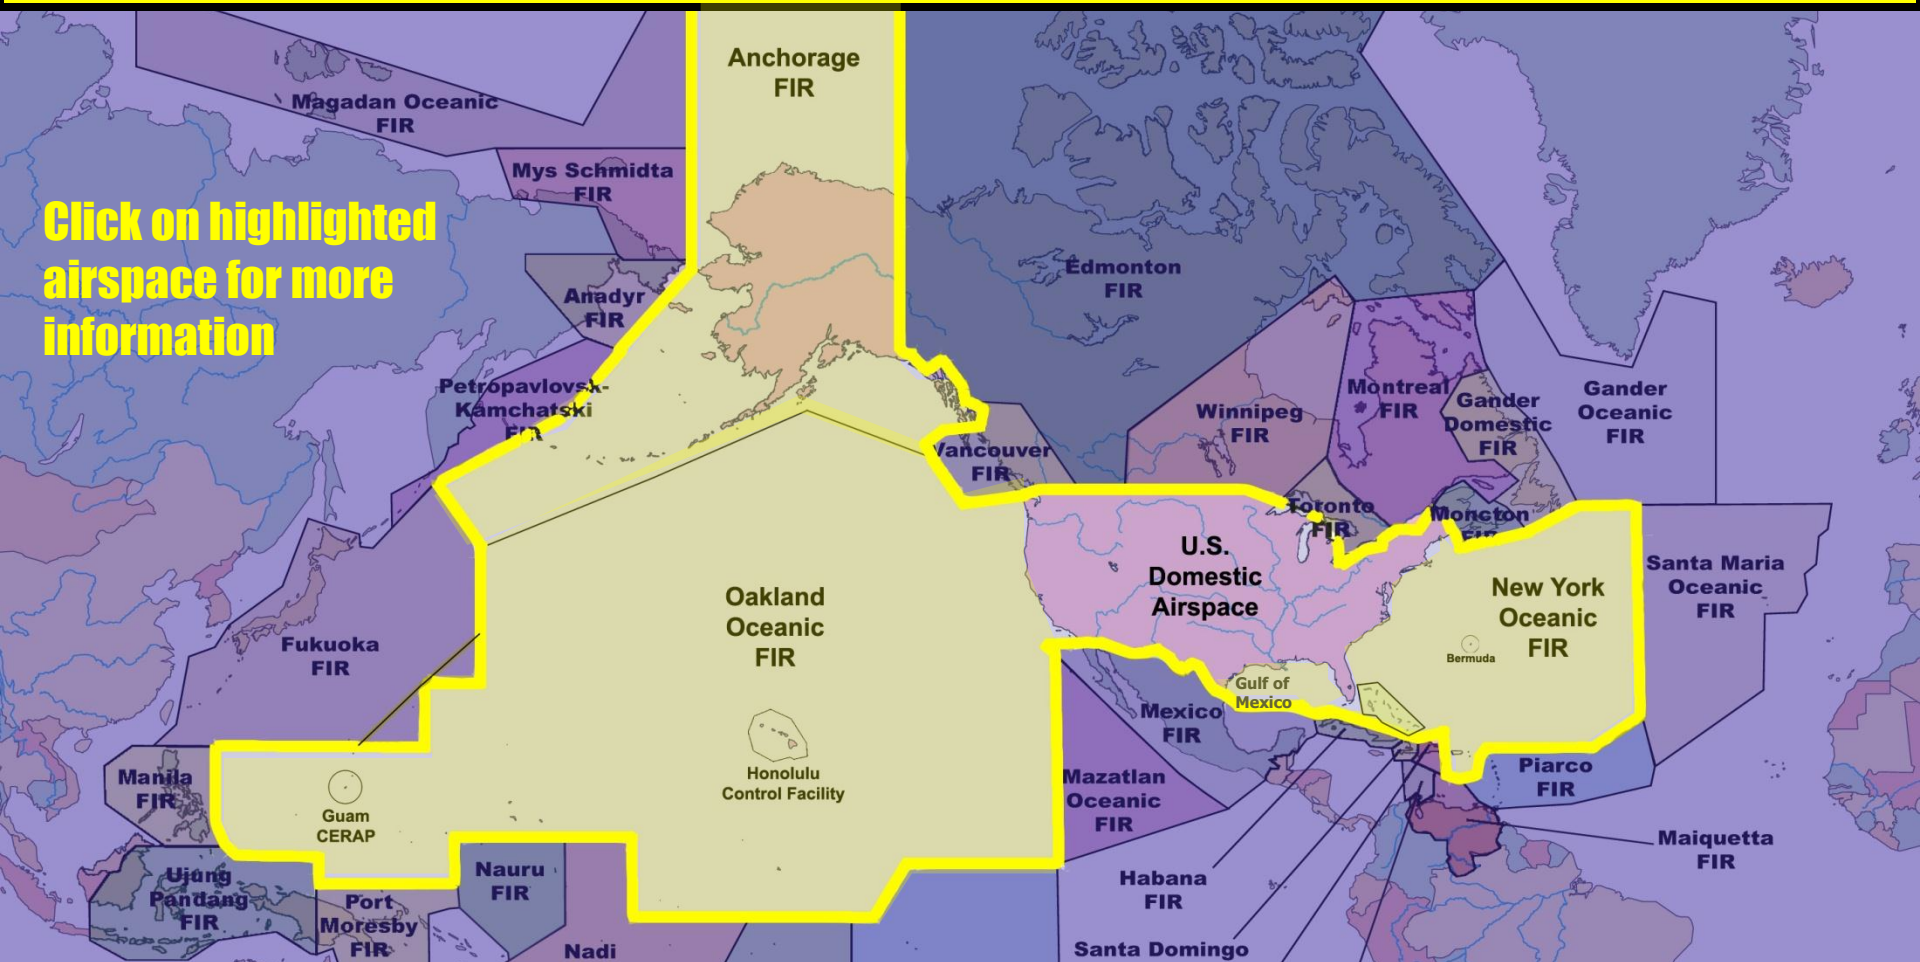 Anchorage
FIR
Magadan Oceanic
FIR
Mys Schmidta
FIR
Click on highlighted
airspace for more
information
Anadyr
FIR
Edmonton
FIR
Petropavlovsk-
Kamchatski
FIR
Winnipeg
FIR
Montreal
FIR
Gander
Domestic
FIR
Gander
Oceanic
FIR
Vancouver
FIR
Toronto
FIR
Moncton
FIR
U.S.
Domestic
Airspace
New York
Oceanic
FIR
Bermuda
Santa Maria
Oceanic
FIR
Oakland
Oceanic
FIR
Fukuoka
FIR
Gulf of
Mexico
Mexico
FIR
Honolulu
Control Facility
Manila
FIR
Guam
CERAP
Mazatlan
Oceanic
FIR
Piarco
FIR
Maiquetta
FIR
Ujung
Pandang
FIR
Port
Moresby
FIR
Nauru
FIR
Nadi
Habana
FIR
Santa Domingo